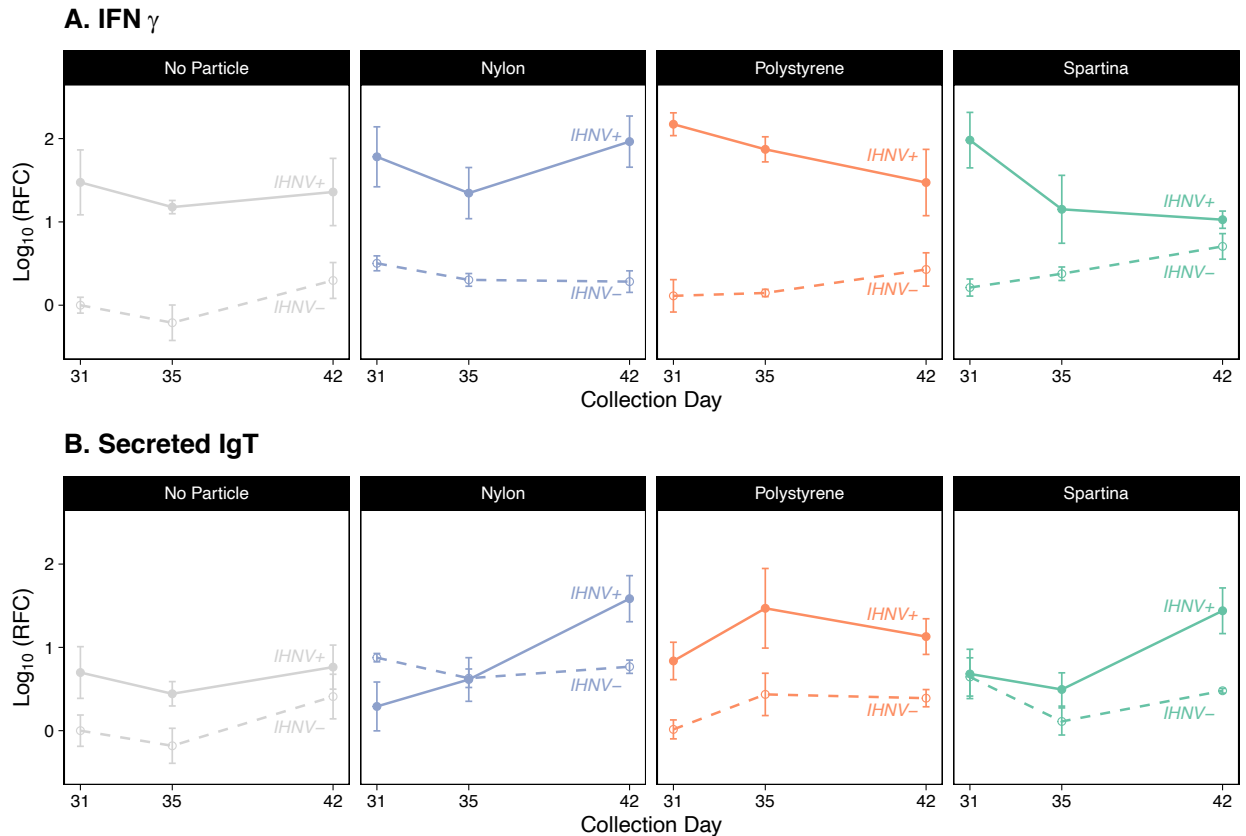 A. IFN γ
No Particle Nylon Polystyrene Spartina
Log₁₀ (RFC)
2
1
0
IHNV+ IHNV+ IHNV+ IHNV+
IHNV− IHNV− IHNV− IHNV−
31 35 42 31 35 42 31 35 42 31 35 42
Collection Day
B. Secreted IgT
No Particle Nylon Polystyrene Spartina
Log₁₀ (RFC)
2
1
0
IHNV+ IHNV+ IHNV+ IHNV+
IHNV− IHNV− IHNV− IHNV−
31 35 42 31 35 42 31 35 42 31 35 42
Collection Day